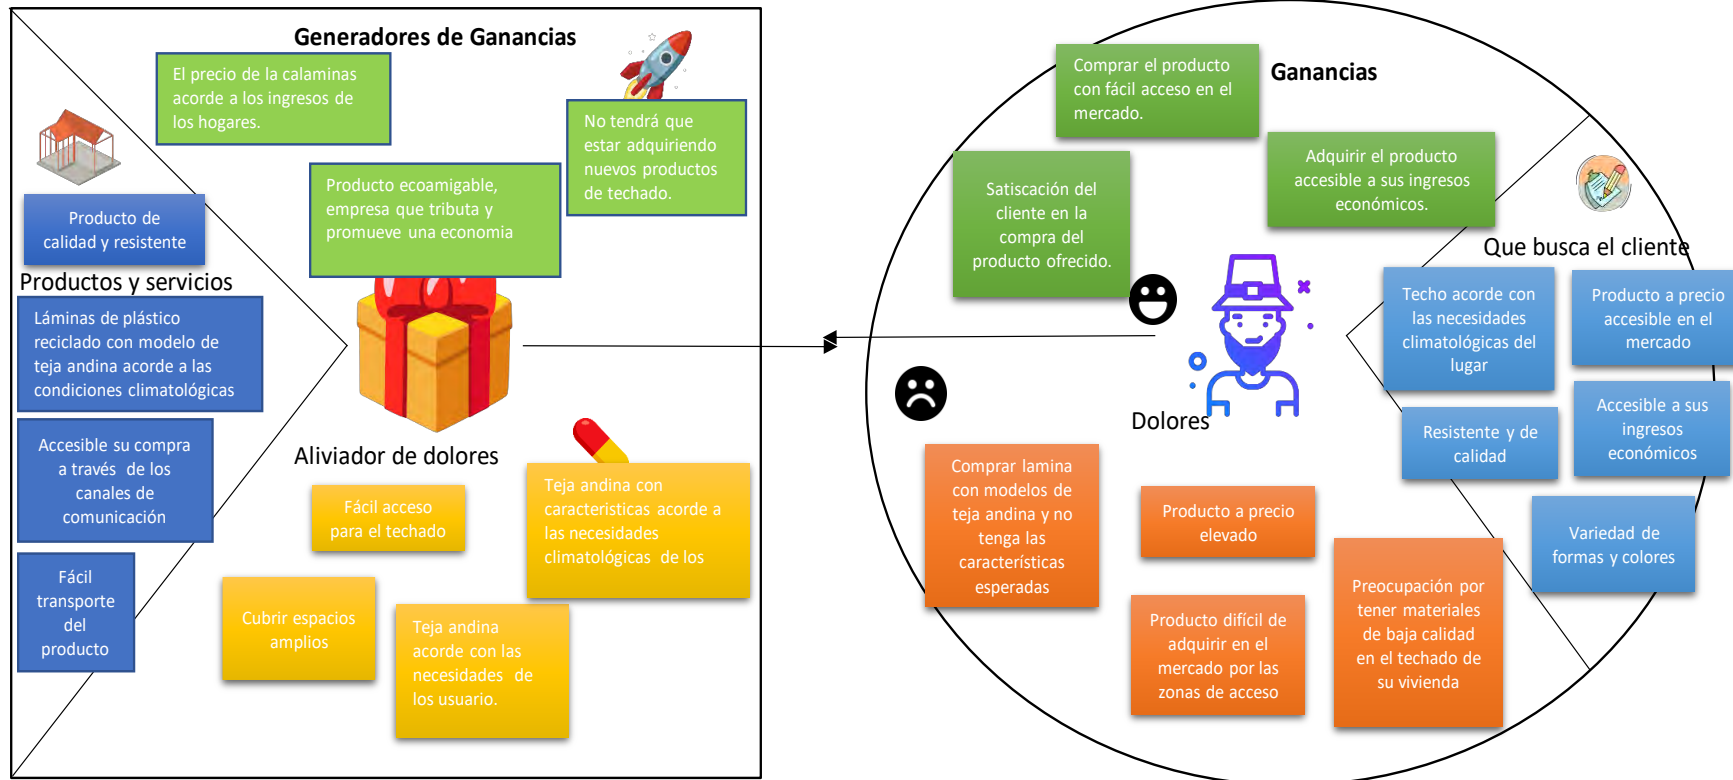 Generadores de Ganancias
El precio de la calaminas
acorde a los ingresos de
los hogares.
No tendrá que
estar adquiriendo
nuevos productos
de techado.
Producto ecoamigable,
empresa que tributa y
promueve una economia
Producto de
calidad y resistente
Productos y servicios
Láminas de plástico
reciclado con modelo de
teja andina acorde a las
condiciones climatológicas
Accesible su compra
a través de los
canales de
comunicación
Fácil
transporte
del
producto
Aliviador de dolores
Fácil acceso
para el techado
Teja andina con
caracteristicas acorde a
las necesidades
climatológicas de los
Cubrir espacios
amplios
Teja andina
acorde con las
necesidades de
los usuario.
Ganancias
Comprar el producto
con fácil acceso en el
mercado.
Adquirir el producto
accesible a sus ingresos
económicos.
Satiscación del
cliente en la
compra del
producto ofrecido.
Que busca el cliente
Techo acorde con
las necesidades
climatológicas del
lugar
Producto a precio
accesible en el
mercado
Resistente y de
calidad
Accesible a sus
ingresos
económicos
Variedad de
formas y colores
Dolores
Comprar lamina
con modelos de
teja andina y no
tenga las
características
esperadas
Producto a precio
elevado
Producto difícil de
adquirir en el
mercado por las
zonas de acceso
Preocupación por
tener materiales
de baja calidad
en el techado de
su vivienda